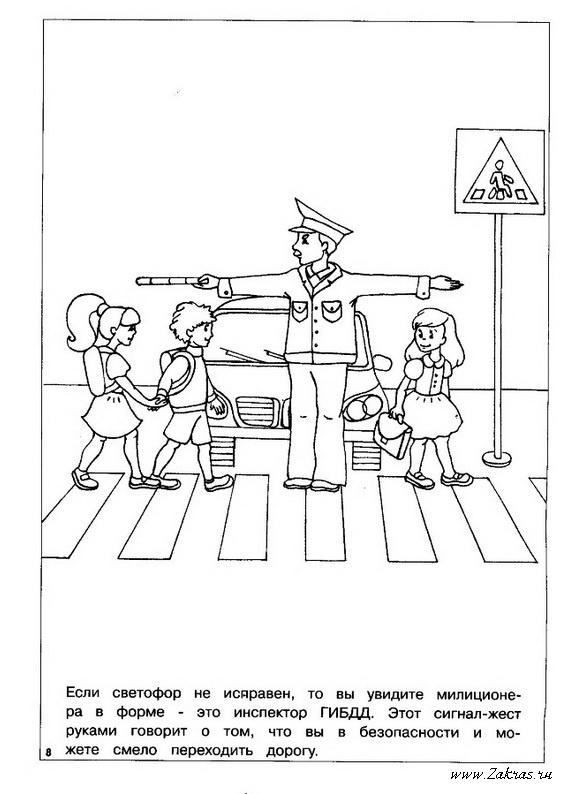 Если светофор не исяравен, то вы увидите милиционе-
ра в форме - это инспектор ГИБДД. Этот сигнал-жест
руками говорит о том, что вы в безопасности и мо-
жете смело переходить дорогу.
8
www.Zakras.ru